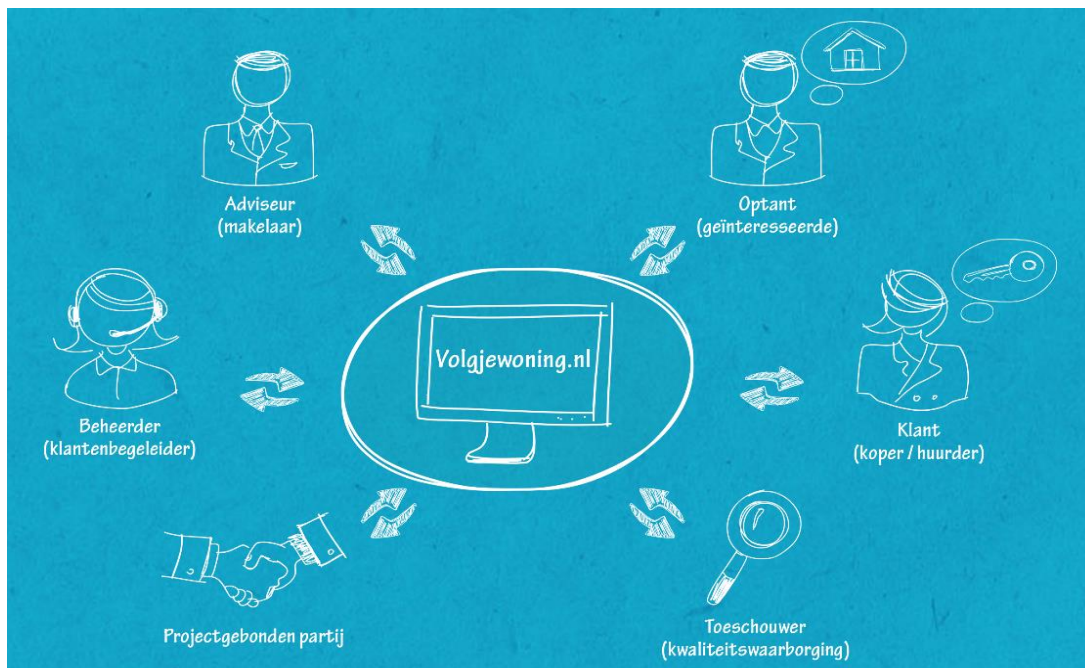 Adviseur
(makelaar)
Optant
(geïnteresseerde)
Volgjewoning.nl
Beheerder
(klantenbegeleider)
Klant
(koper / huurder)
Projectgebonden partij
Toeschouwer
(kwaliteitswaarborging)